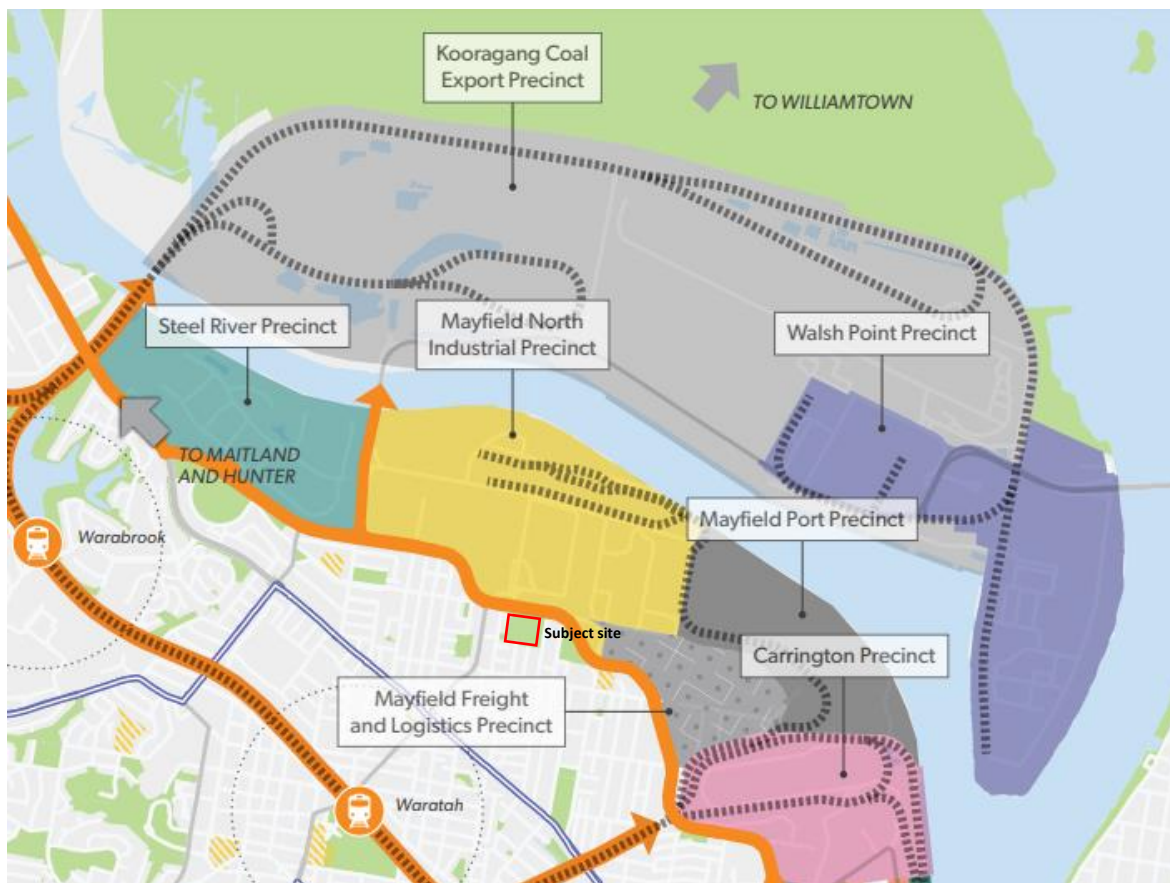 Kooragang Coal
Export Precinct
TO WILLIAMTOWN
Steel River Precinct
Mayfield North
Industrial Precinct
Walsh Point Precinct
TO MAITLAND
AND HUNTER
Mayfield Port Precinct
Warabrook
Subject site
Carrington Precinct
Mayfield Freight
and Logistics Precinct
Waratah